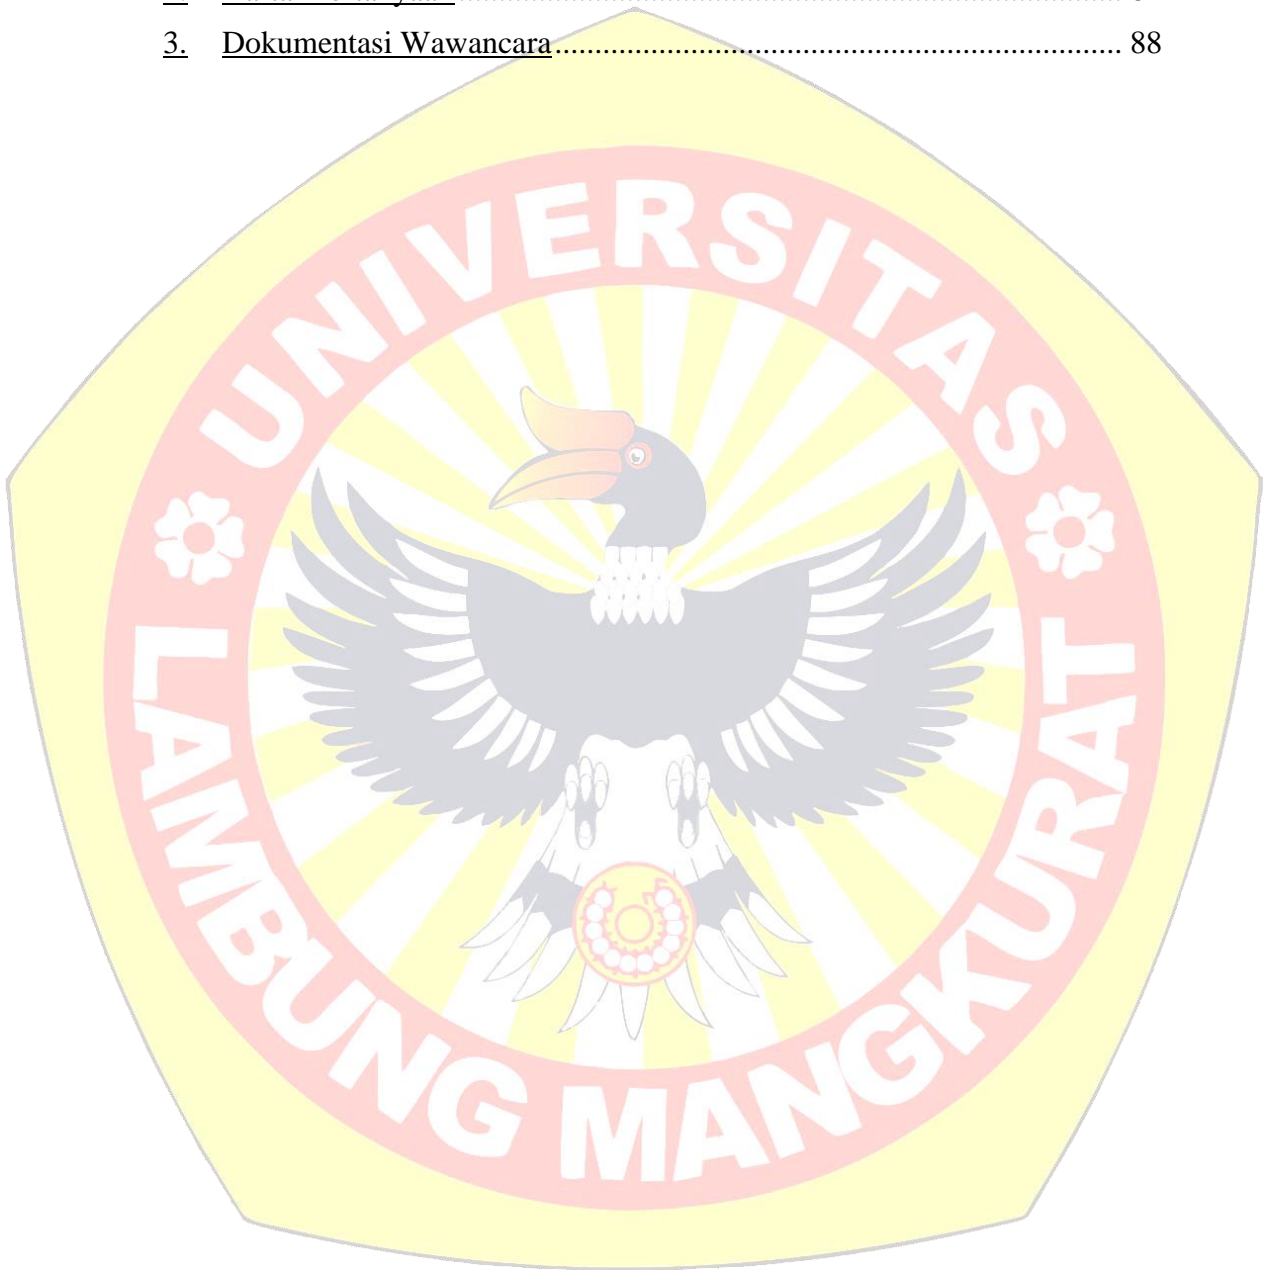 3. Dokumentasi Wawancara........................................................................ 88
UNIVERSITAS
LAMBUNG MANGKURAT